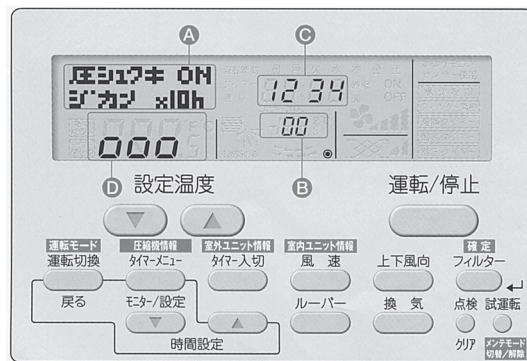 A
C
圧シュクキ ON
ジカン x10h
12 34
00
000
D
B
設定温度
運転/停止
運転モード
圧縮機情報
室外ユニット情報
室内ユニット情報
確定
運転切換
タイマーメニュー
タイマー入切
風 速
上下風向
フィルター
戻る
モニター/設定
ルーバー
換 気
点検
試運転
時間設定
クリア
メンテモード
切替/解除